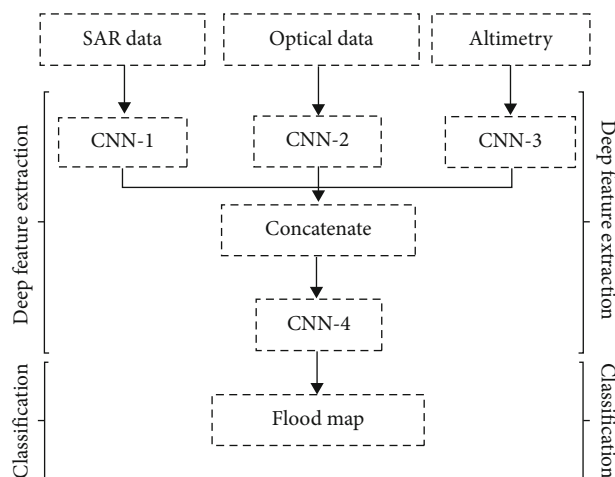 SAR data
Optical data
Altimetry
CNN-1
CNN-2
CNN-3
Concatenate
CNN-4
Flood map
Deep feature extraction
Classification
Deep feature extraction
Classification